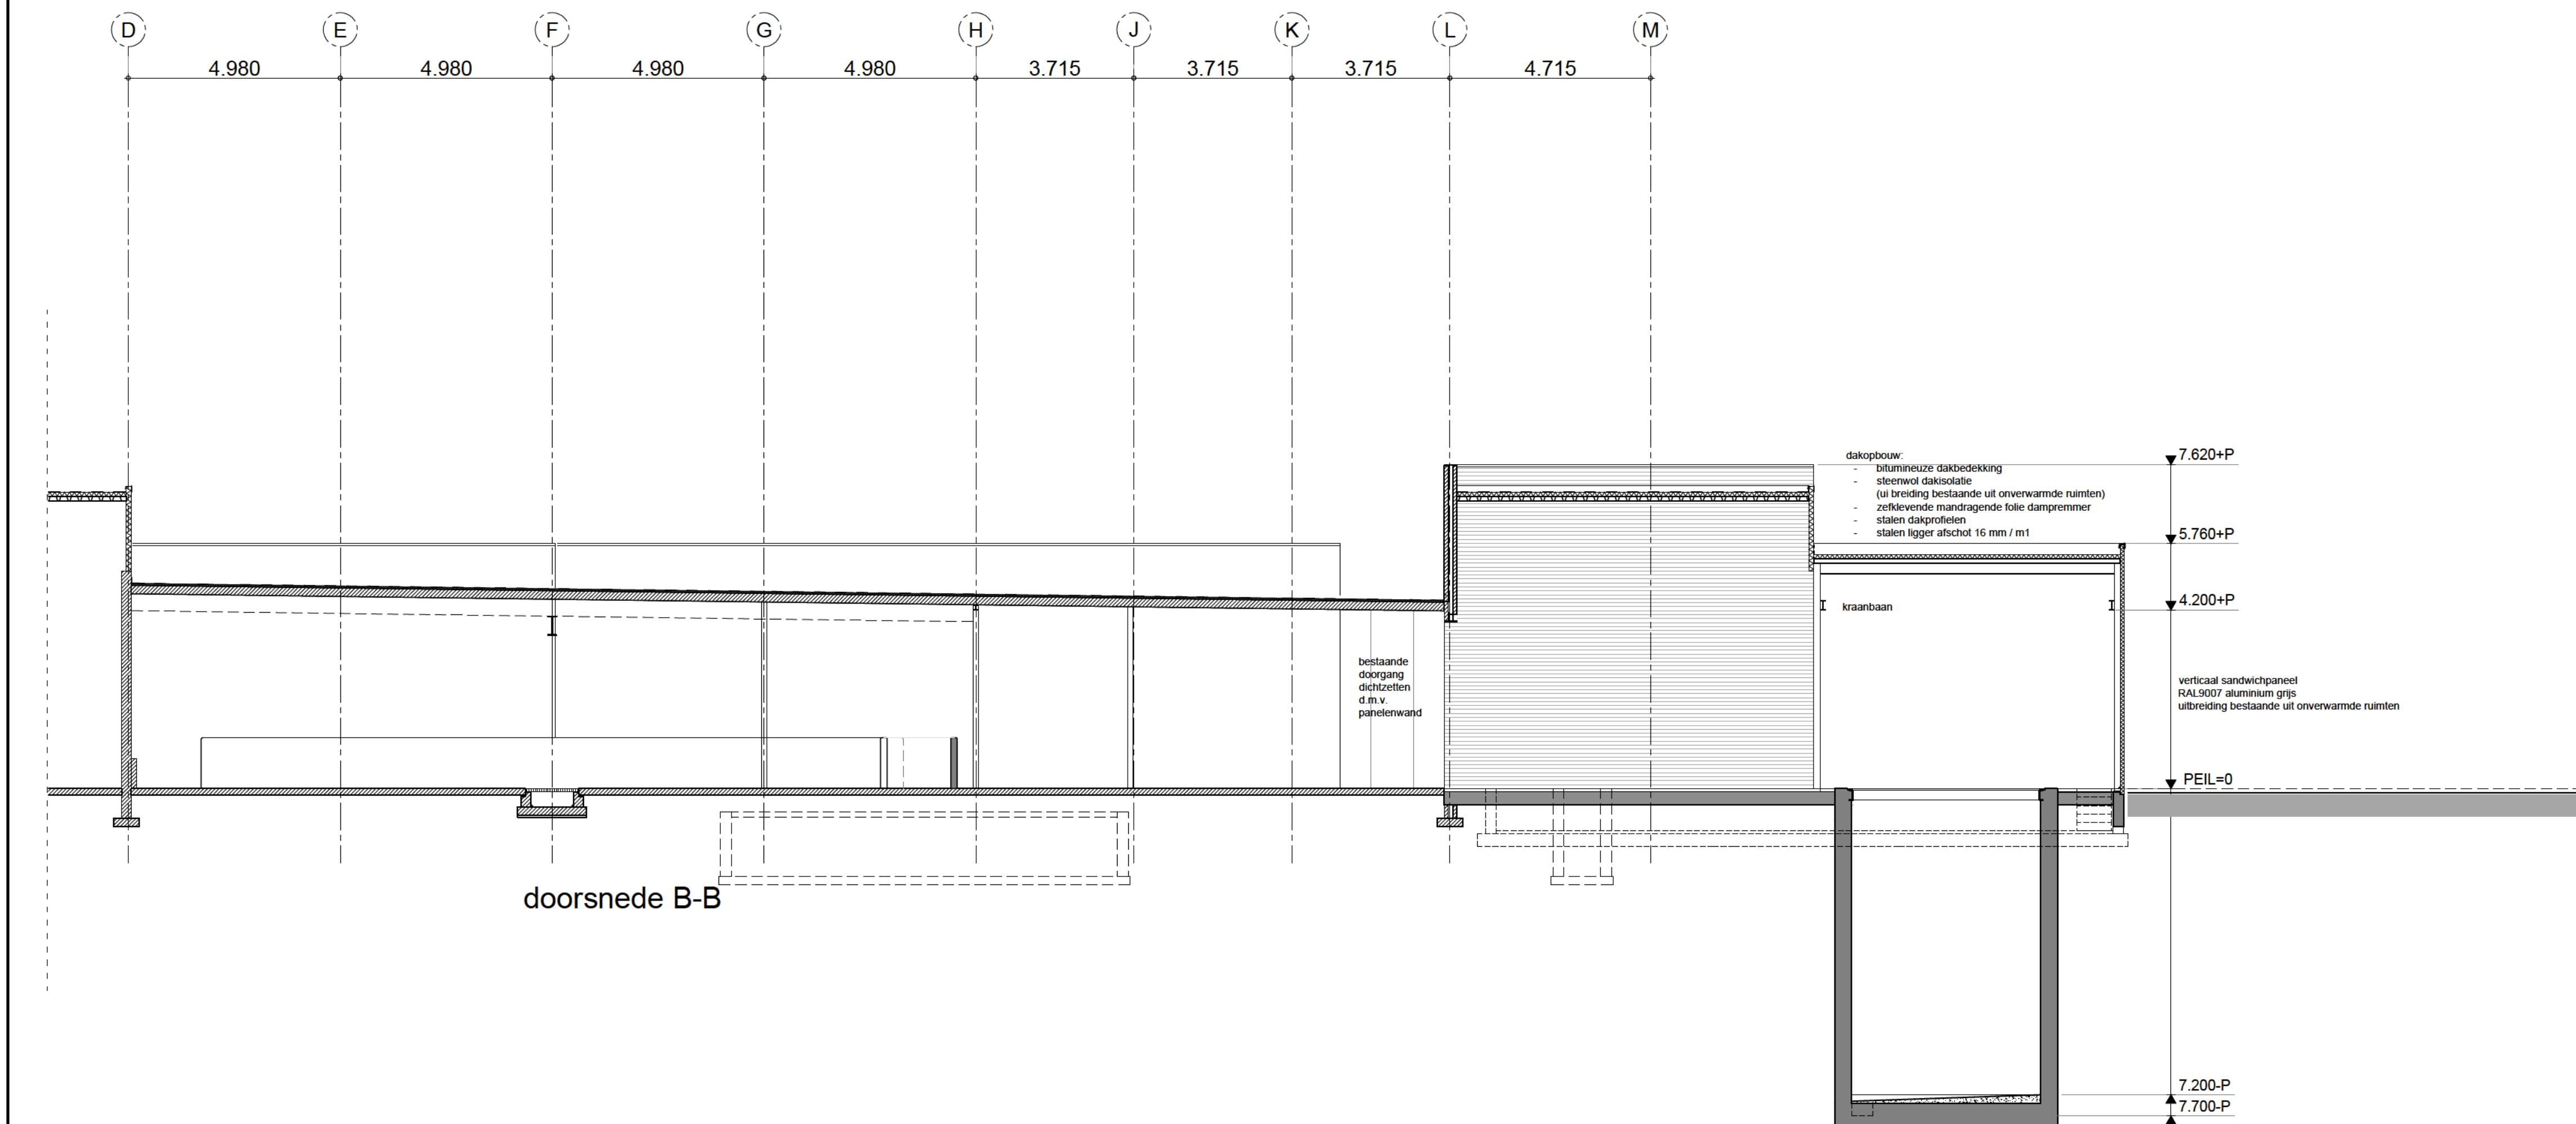 D E F G H J K L M
4.980 4.980 4.980 4.980 3.715 3.715 3.715 4.715
dakopbouw:
- bitumineuze dakbedekking
- steenwol dakisolatie
(ui breiding bestaande uit onverwarmde ruimten)
- zefklevende mandragende folie dampremmer
- stalen dakprofielen
- stalen ligger afschot 16 mm / m1
7.620+P
5.760+P
4.200+P
kraanbaan
bestaande
doorgang
dichtzetten
d.m.v.
panelenwand
verticaal sandwichpaneel
RAL9007 aluminium grijs
uitbreiding bestaande uit onverwarmde ruimten
PEIL=0
doorsnede B-B
7.200-P
7.700-P